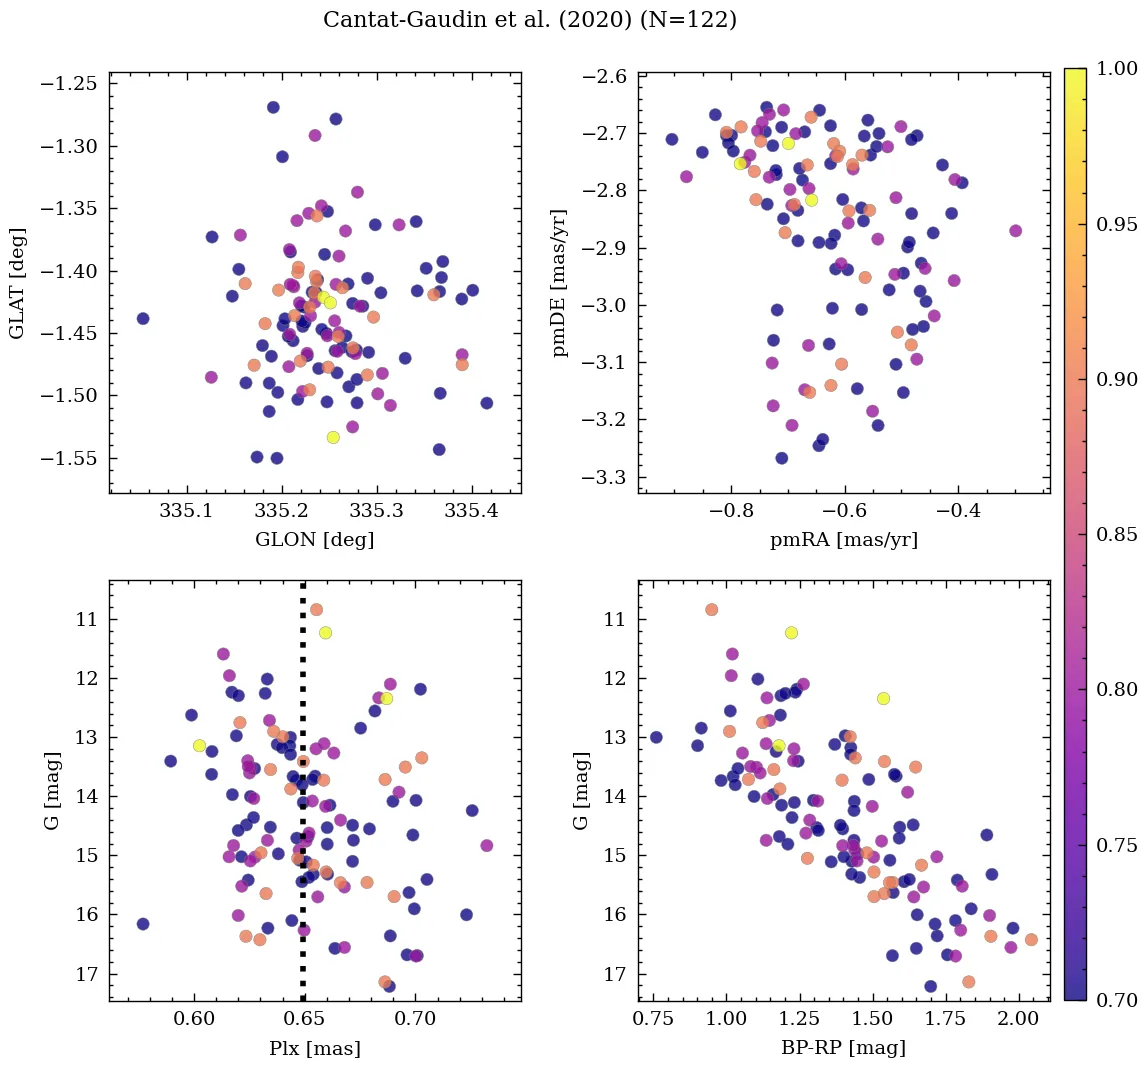 Cantat-Gaudin et al. (2020) (N=122)
−1.25
−1.30
−1.35
−1.40
−1.45
−1.50
−1.55
GLAT [deg]
335.1 335.2 335.3 335.4
GLON [deg]
−2.6
−2.7
−2.8
−2.9
−3.0
−3.1
−3.2
−3.3
pmDE [mas/yr]
−0.8 −0.6 −0.4
pmRA [mas/yr]
11
12
13
14
15
16
17
G [mag]
0.60 0.65 0.70
Plx [mas]
11
12
13
14
15
16
17
G [mag]
0.75 1.00 1.25 1.50 1.75 2.00
BP-RP [mag]
1.00
0.95
0.90
0.85
0.80
0.75
0.70